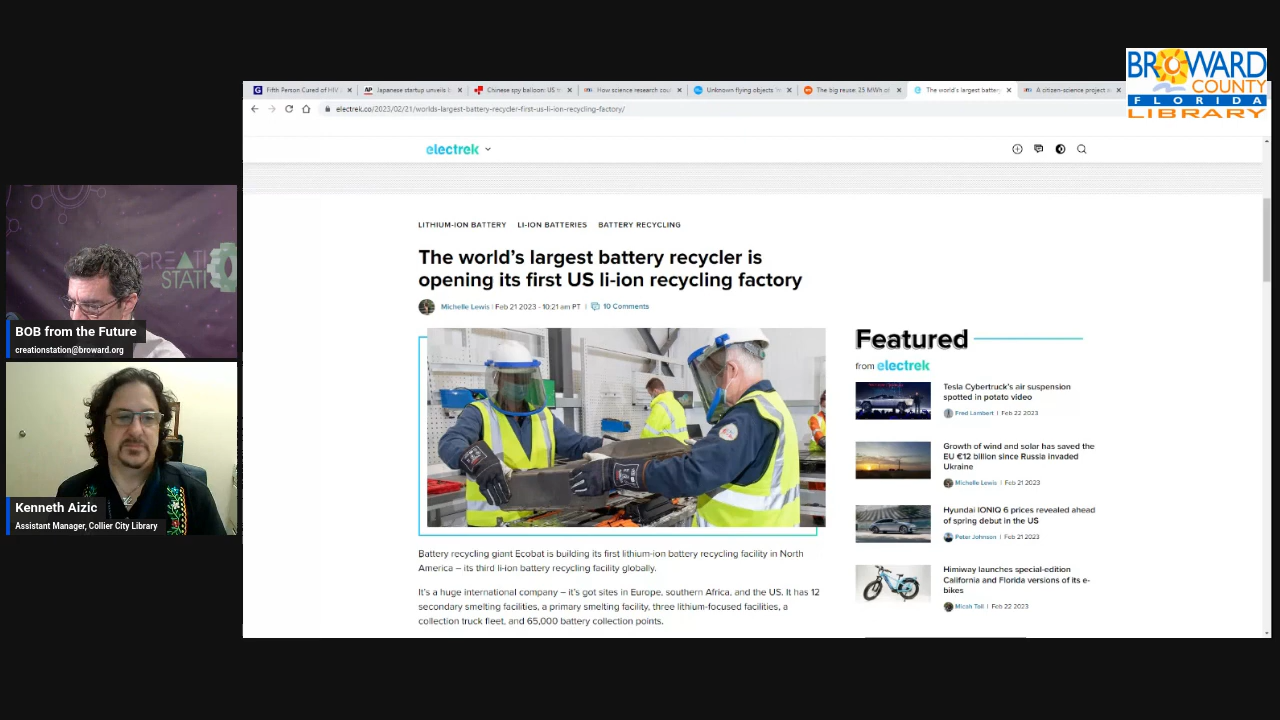 BROWARD
COUNTY
FLORIDA
LIBRARY
Fifth Person Cured of HIV
AP Japanese startup unveils
Chinese spy balloon: US
How science research cou
Unknown flying objects
The big reuse: 25 MWh of
The world's largest battery
A citizen-science project
electrek.co/2023/02/21/worlds-largest-battery-recycler-first-us-li-ion-recycling-factory/
electrek
LITHIUM-ION BATTERY LI-ION BATTERIES BATTERY RECYCLING
The world's largest battery recycler is
opening its first US li-ion recycling factory
Michelle Lewis | Feb 21 2023 - 10:21 am PT | 10 Comments
Battery recycling giant Ecobat is building its first lithium-ion battery recycling facility in North
America – its third li-ion battery recycling facility globally.
It's a huge international company – it's got sites in Europe, southern Africa, and the US. It has 12
secondary smelting facilities, a primary smelting facility, three lithium-focused facilities, a
collection truck fleet, and 65,000 battery collection points.
Featured
from electrek
Tesla Cybertruck's air suspension
spotted in potato video
Fred Lambert | Feb 22 2023
Growth of wind and solar has saved the
EU €12 billion since Russia invaded
Ukraine
Michelle Lewis | Feb 21 2023
Hyundai IONIQ 6 prices revealed ahead
of spring debut in the US
Peter Johnson | Feb 21 2023
Himiway launches special-edition
California and Florida versions of its e-
bikes
Micah Toll | Feb 22 2023
CREATI
STATI
BOB from the Future
creationstation@broward.org
Kenneth Aizic
Assistant Manager, Collier City Library